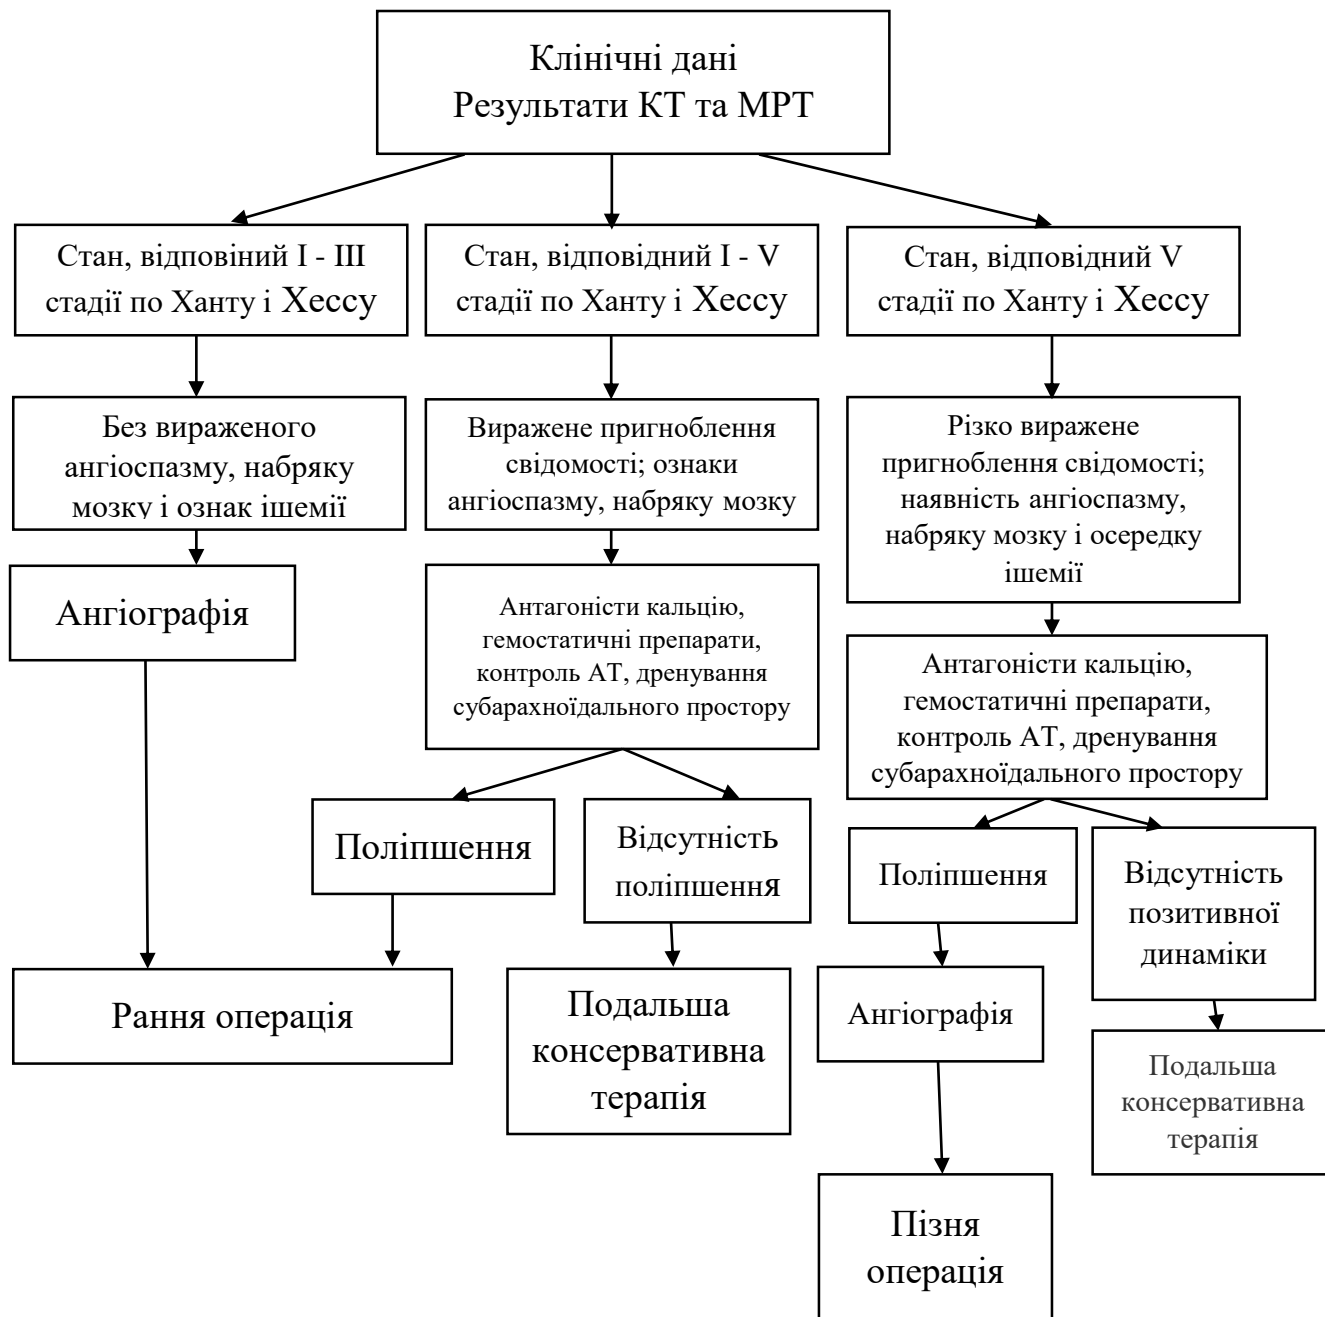 Клінічні дані
Результати КТ та МРТ
Стан, відповіний I - III
стадії по Ханту і Хессу
Стан, відповідний I - V
стадії по Ханту і Хессу
Стан, відповідний V
стадії по Ханту і Хессу
Без вираженого
ангіоспазму, набряку
мозку і ознак ішемії
Виражене пригноблення
свідомості; ознаки
ангіоспазму, набряку мозку
Різко виражене
пригноблення свідомості;
наявність ангіоспазму,
набряку мозку і осередку
ішемії
Ангіографія
Антагоністи кальцію,
гемостатичні препарати,
контроль АТ, дренування
субарахноїдального простору
Антагоністи кальцію,
гемостатичні препарати,
контроль АТ, дренування
субарахноїдального простору
Поліпшення
Відсутність
поліпшення
Поліпшення
Відсутність
позитивної
динаміки
Рання операція
Подальша
консервативна
терапія
Ангіографія
Подальша
консервативна
терапія
Пізня
операція